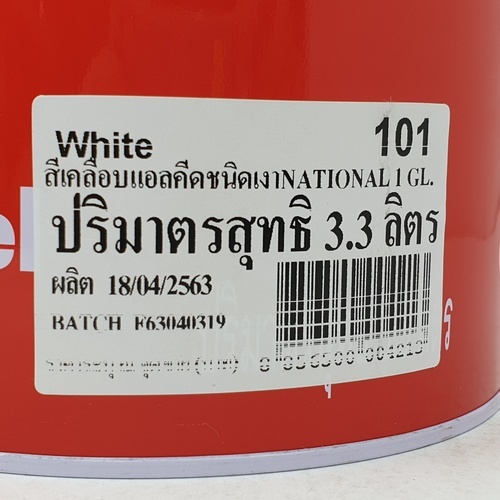 White 101
สีเคลือบแอลคีดชนิดเงาNATIONAL 1 GL.
ปริมาตรสุทธิ 3.3 ลิตร
ผลิต 18/04/2563
BATCH F63040319